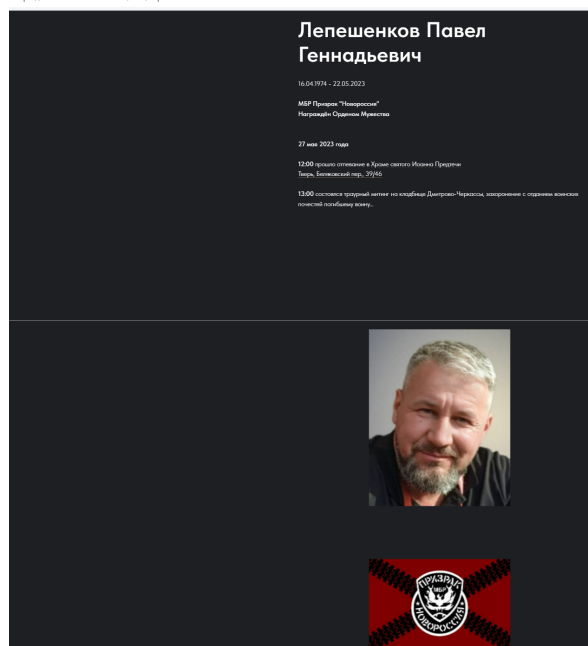 Лепешенков Павел
Геннадьевич
16.04.1974 - 22.05.2023
МБР Призрак "Новороссия"
Награждён Орденом Мужества
27 мая 2023 года
12:00 прошло отпевание в Храме святого Иоанна Предтечи
Тверь, Беляковский пер., 39/46
13:00 состоялся траурный митинг на кладбище Дмитрово-Черкассы, захоронение с отданием воинских
почестей погибшему воину...
ПРИЗРАК
МБР
НОВОРОССИЯ